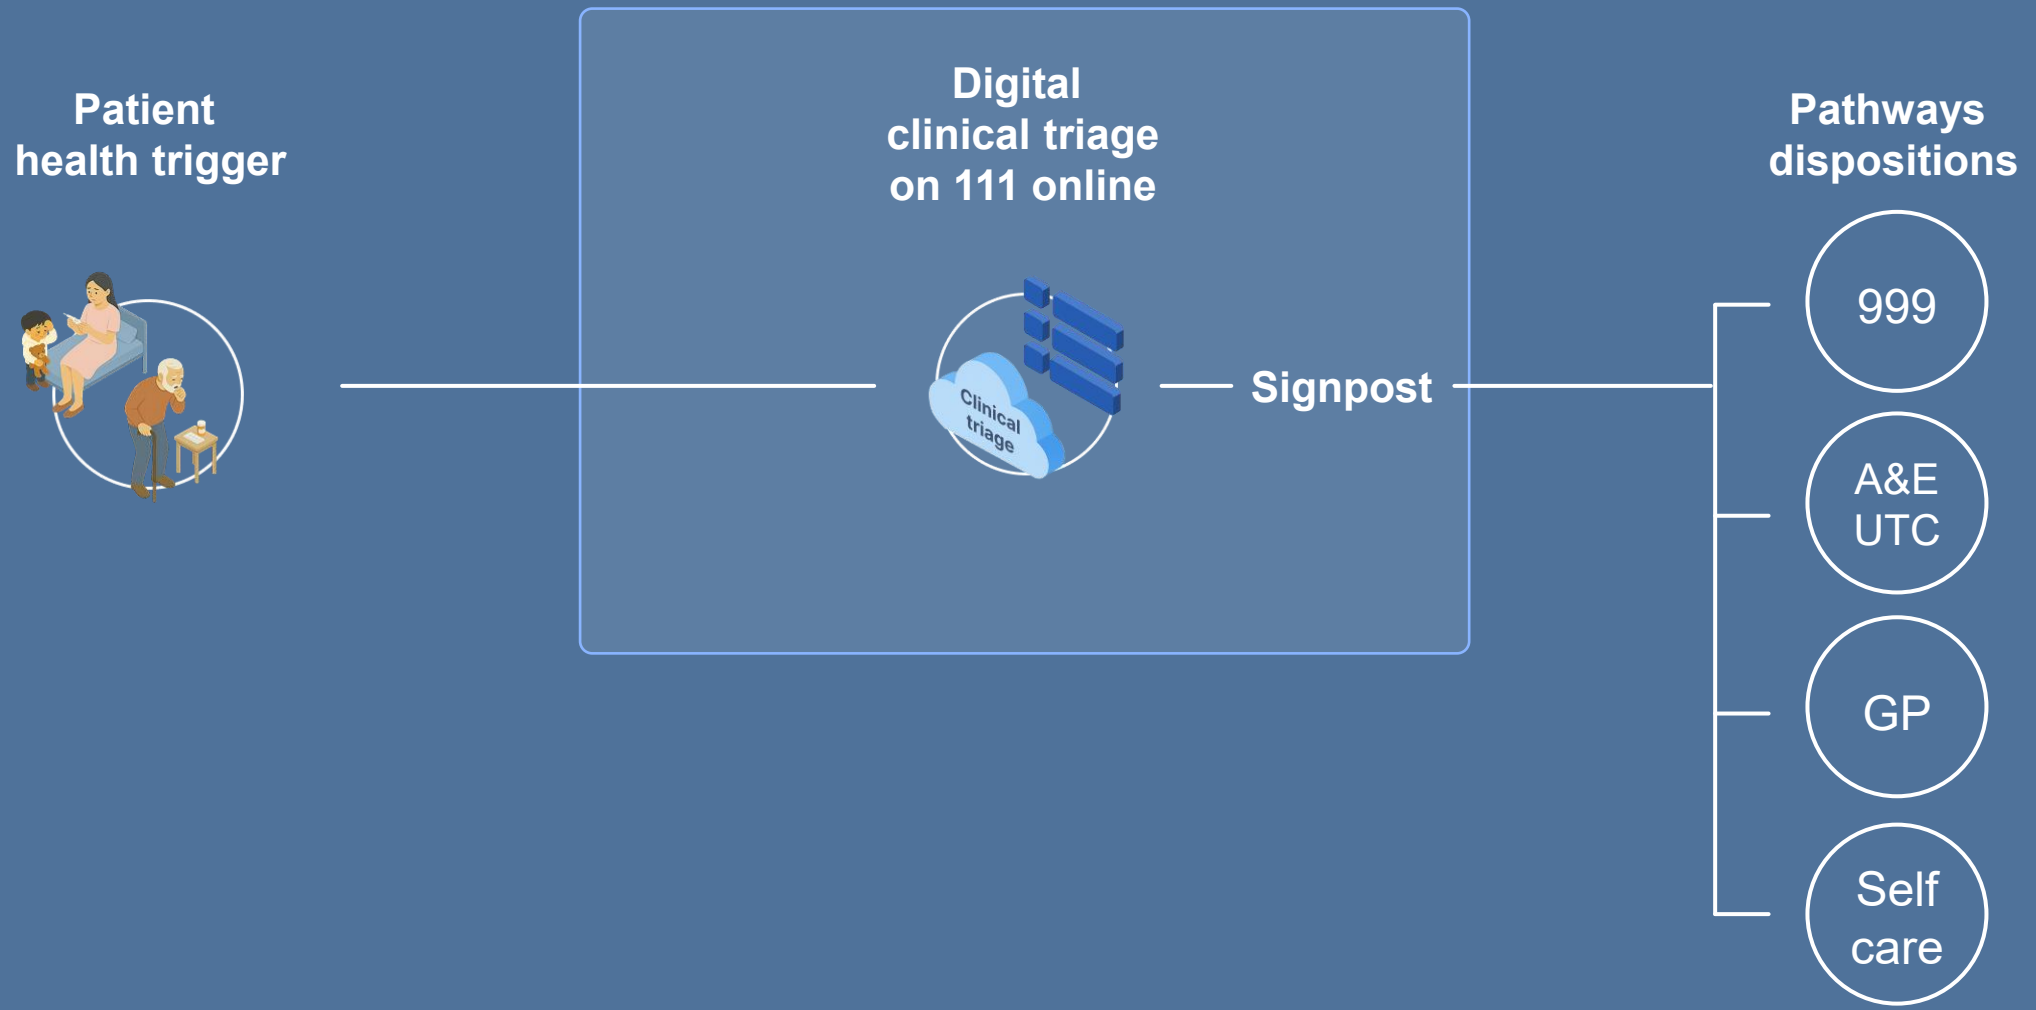 Patient
health trigger
Digital
clinical triage
on 111 online
Clinical
triage
Signpost
Pathways
dispositions
999
A&E
UTC
GP
Self
care